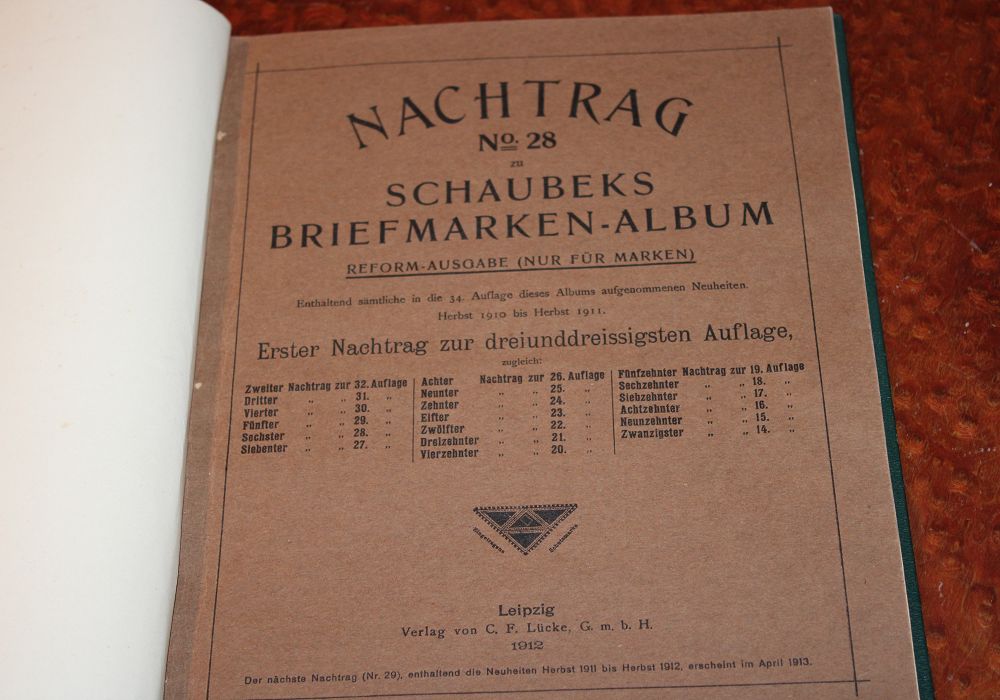 NACHTRAG
No. 28
zu
SCHAUBEKS
BRIEFMARKEN-ALBUM
REFORM-AUSGABE (NUR FÜR MARKEN)
Enthaltend sämtliche in die 34. Auflage dieses Albums aufgenommenen Neuheiten.
Herbst 1910 bis Herbst 1911.
Erster Nachtrag zur dreiunddreissigsten Auflage,
zugleich:
Zweiter Nachtrag zur 32. Auflage
Dritter „ „ 31. „
Vierter „ „ 30. „
Fünfter „ „ 29. „
Sechster „ „ 28. „
Siebenter „ „ 27. „
Achter Nachtrag zur 26. Auflage
Neunter „ „ 25. „
Zehnter „ „ 24. „
Elfter „ „ 23. „
Zwölfter „ „ 22. „
Dreizehnter „ „ 21. „
Vierzehnter „ „ 20. „
Fünfzehnter Nachtrag zur 19. Auflage
Sechzehnter „ „ 18. „
Siebzehnter „ „ 17. „
Achtzehnter „ „ 16. „
Neunzehnter „ „ 15. „
Zwanzigster „ „ 14. „
Eingetragene Schutzmarke
Leipzig
Verlag von C. F. Lücke, G. m. b. H.
1912
Der nächste Nachtrag (Nr. 29), enthaltend die Neuheiten Herbst 1911 bis Herbst 1912, erscheint im April 1913.